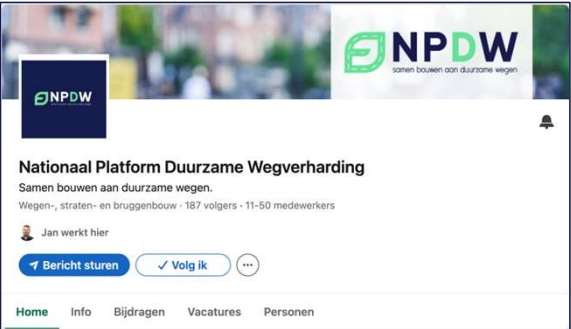 NPDW
samen bouwen aan duurzame wegen
NPDW
Nationaal Platform Duurzame Wegverharding
Samen bouwen aan duurzame wegen.
Wegen-, straten- en bruggenbouw · 187 volgers · 11-50 medewerkers
Jan werkt hier
Bericht sturen Volg ik
Home Info Bijdragen Vacatures Personen